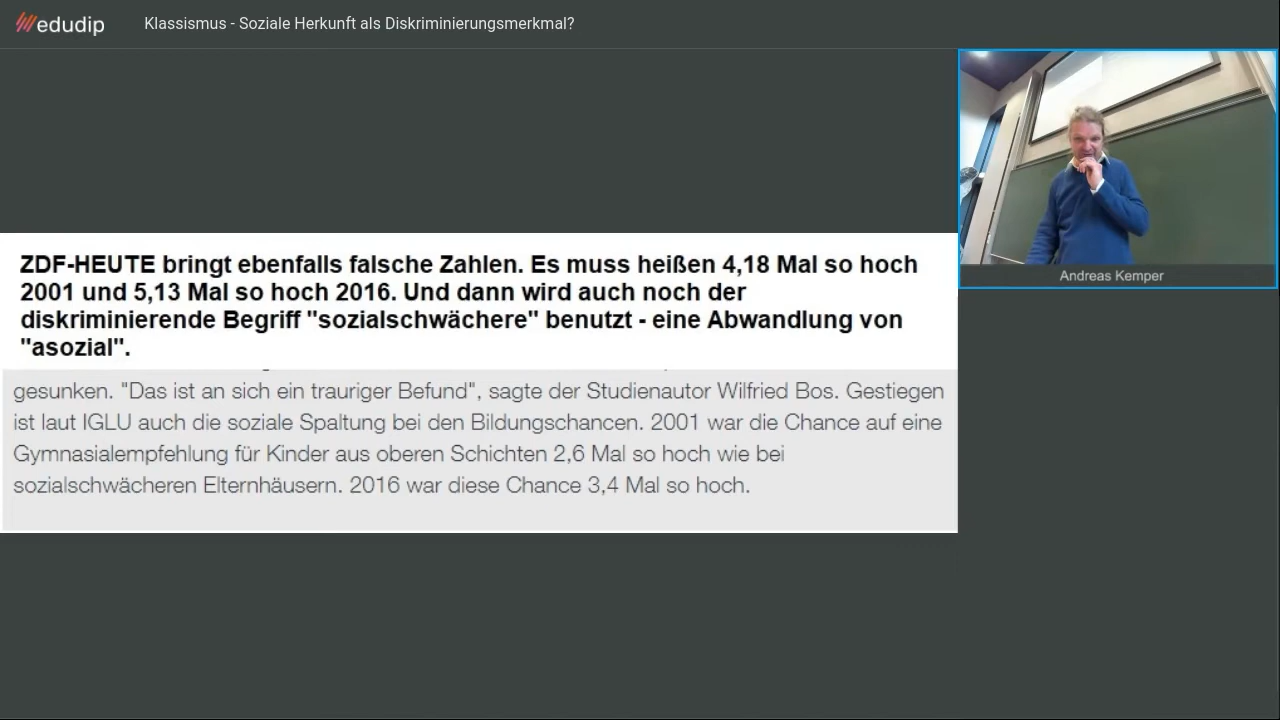 edudip
Klassismus - Soziale Herkunft als Diskriminierungsmerkmal?
Andreas Kemper
ZDF-HEUTE bringt ebenfalls falsche Zahlen. Es muss heißen 4,18 Mal so hoch
2001 und 5,13 Mal so hoch 2016. Und dann wird auch noch der
diskriminierende Begriff "sozialschwächere" benutzt - eine Abwandlung von
"asozial".
gesunken. "Das ist an sich ein trauriger Befund", sagte der Studienautor Wilfried Bos. Gestiegen
ist laut IGLU auch die soziale Spaltung bei den Bildungschancen. 2001 war die Chance auf eine
Gymnasialempfehlung für Kinder aus oberen Schichten 2,6 Mal so hoch wie bei
sozialschwächeren Elternhäusern. 2016 war diese Chance 3,4 Mal so hoch.